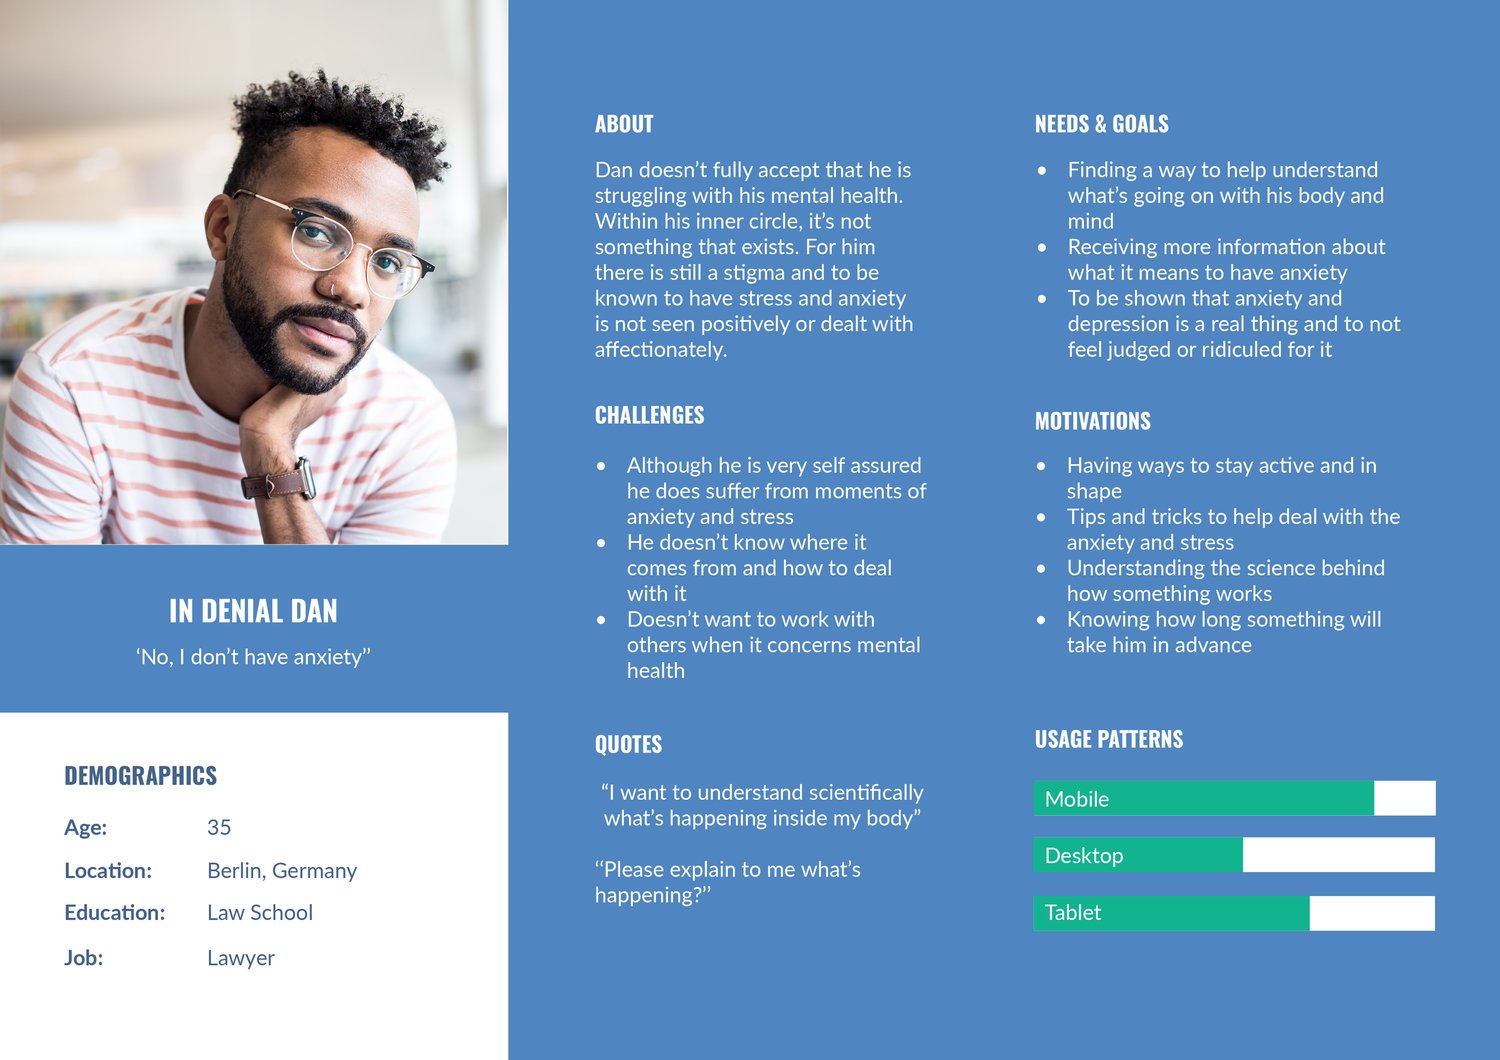 IN DENIAL DAN
‘No, I don’t have anxiety’’
DEMOGRAPHICS
Age: 35
Location: Berlin, Germany
Education: Law School
Job: Lawyer
ABOUT
Dan doesn’t fully accept that he is
struggling with his mental health.
Within his inner circle, it’s not
something that exists. For him
there is still a stigma and to be
known to have stress and anxiety
is not seen positively or dealt with
affectionately.
CHALLENGES
• Although he is very self assured
he does suffer from moments of
anxiety and stress
• He doesn’t know where it
comes from and how to deal
with it
• Doesn’t want to work with
others when it concerns mental
health
QUOTES
“I want to understand scientifically
what’s happening inside my body”
‘‘Please explain to me what’s
happening?’’
NEEDS & GOALS
• Finding a way to help understand
what’s going on with his body and
mind
• Receiving more information about
what it means to have anxiety
• To be shown that anxiety and
depression is a real thing and to not
feel judged or ridiculed for it
MOTIVATIONS
• Having ways to stay active and in
shape
• Tips and tricks to help deal with the
anxiety and stress
• Understanding the science behind
how something works
• Knowing how long something will
take him in advance
USAGE PATTERNS
Mobile
Desktop
Tablet